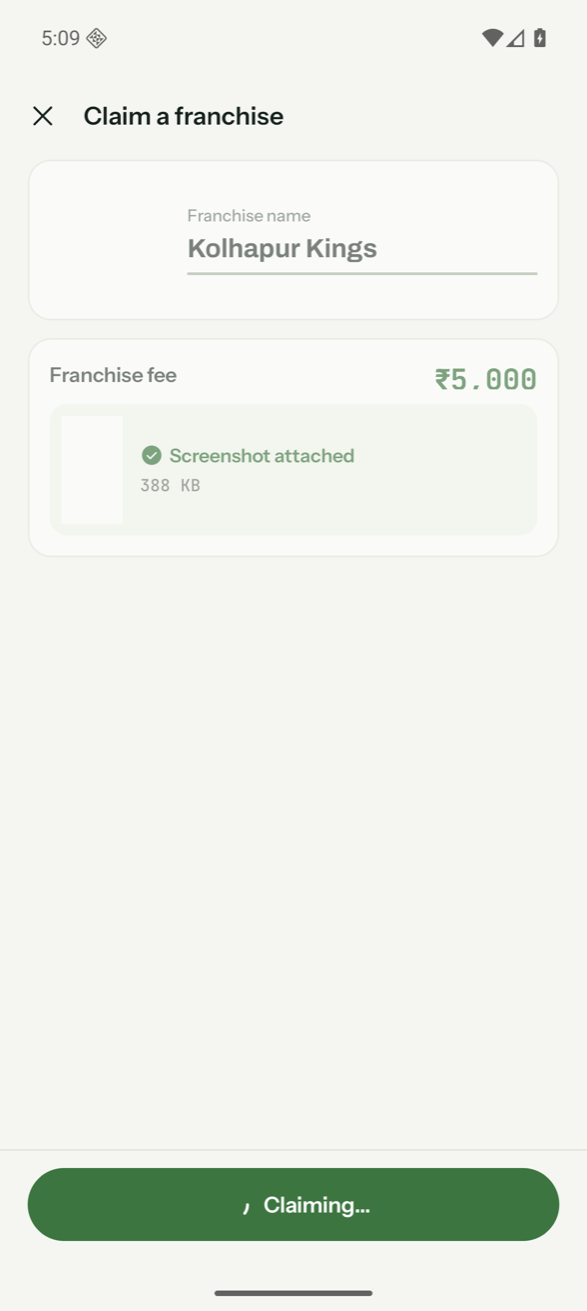 5:09
Claim a franchise
Franchise name
Kolhapur Kings
Franchise fee
₹5,000
Screenshot attached
388 KB
Claiming...